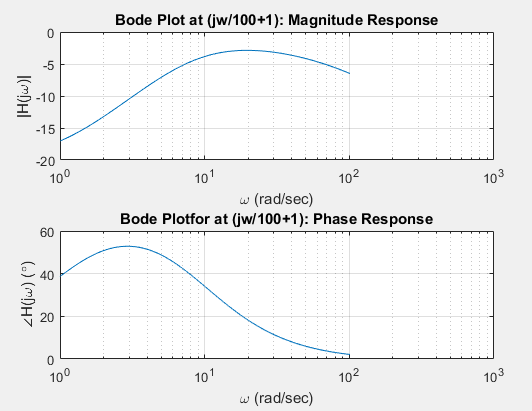 Bode Plot at (jw/100+1): Magnitude Response
0
-5
-10
-15
-20
|H(jω)|
10^0 10^1 10^2 10^3
ω (rad/sec)
Bode Plotfor at (jw/100+1): Phase Response
60
40
20
0
∠H(jω) (°)
10^0 10^1 10^2 10^3
ω (rad/sec)